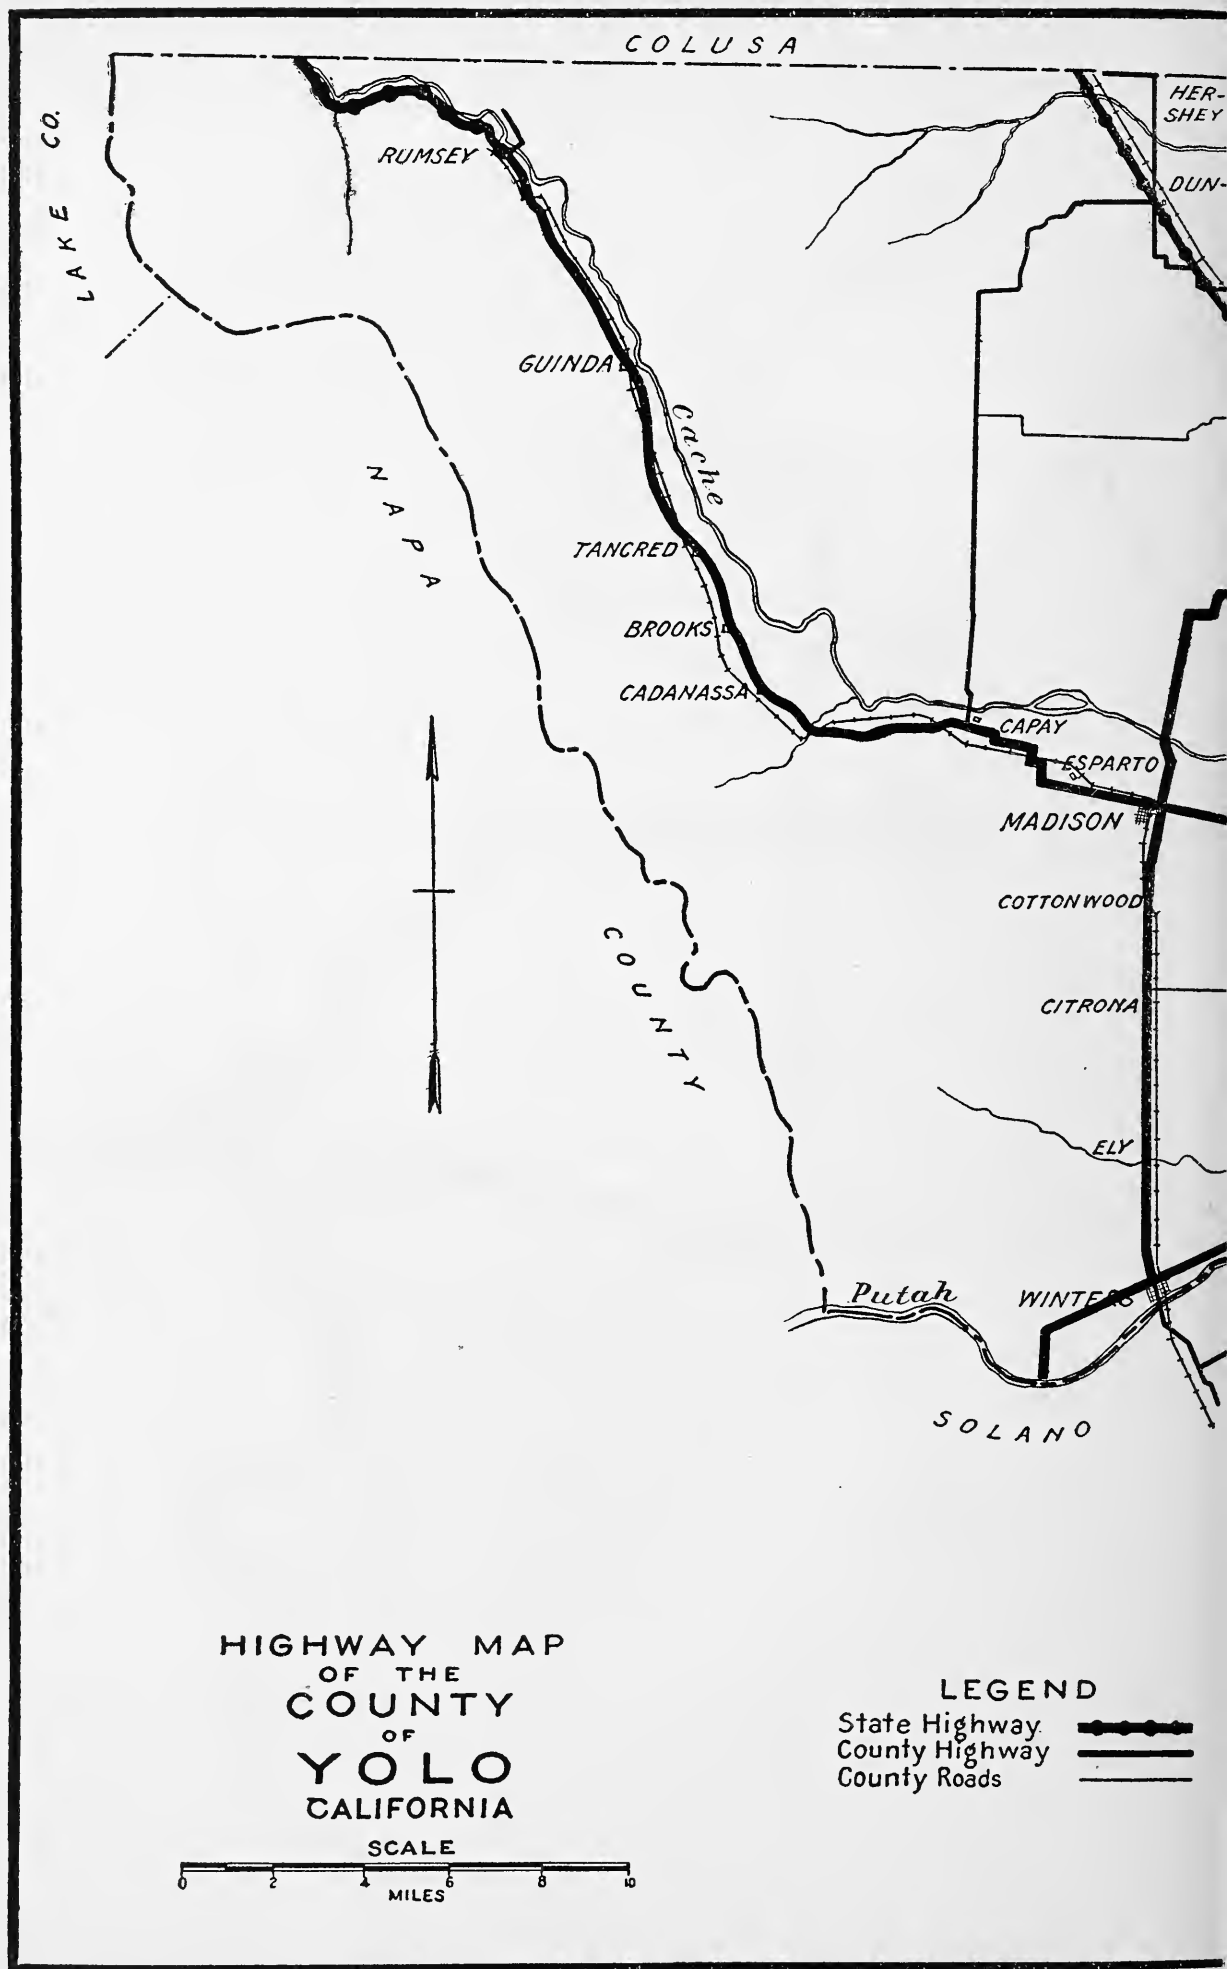 COLUSA
LAKE CO.
HER-
SHEY
DUN-
RUMSEY
GUINDA
Cache
NAPA
TANCRED
BROOKS
CADANASSA
CAPAY
ESPARTO
MADISON
COTTONWOOD
COUNTY
CITRONA
ELY
Putah
WINTERS
SOLANO
HIGHWAY MAP
OF THE
COUNTY
OF
YOLO
CALIFORNIA
SCALE
0 2 4 6 8 10
MILES
LEGEND
State Highway.
County Highway
County Roads